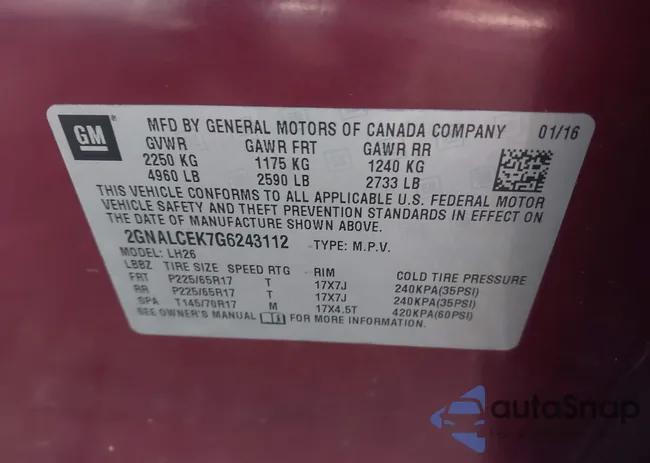 GM
MFD BY GENERAL MOTORS OF CANADA COMPANY 01/16
GVWR GAWR FRT GAWR RR
2250 KG 1175 KG 1240 KG
4960 LB 2590 LB 2733 LB
THIS VEHICLE CONFORMS TO ALL APPLICABLE U.S. FEDERAL MOTOR
VEHICLE SAFETY AND THEFT PREVENTION STANDARDS IN EFFECT ON
THE DATE OF MANUFACTURE SHOWN ABOVE.
2GNALCEK7G6243112 TYPE: M.P.V.
MODEL: LH26
LBBZ TIRE SIZE SPEED RTG RIM COLD TIRE PRESSURE
FRT P225/65R17 T 17X7J 240KPA(35PSI)
RR P225/65R17 T 17X7J 240KPA(35PSI)
SPA T145/70R17 M 17X4.5T 420KPA(60PSI)
SEE OWNER'S MANUAL FOR MORE INFORMATION.
autoSnap